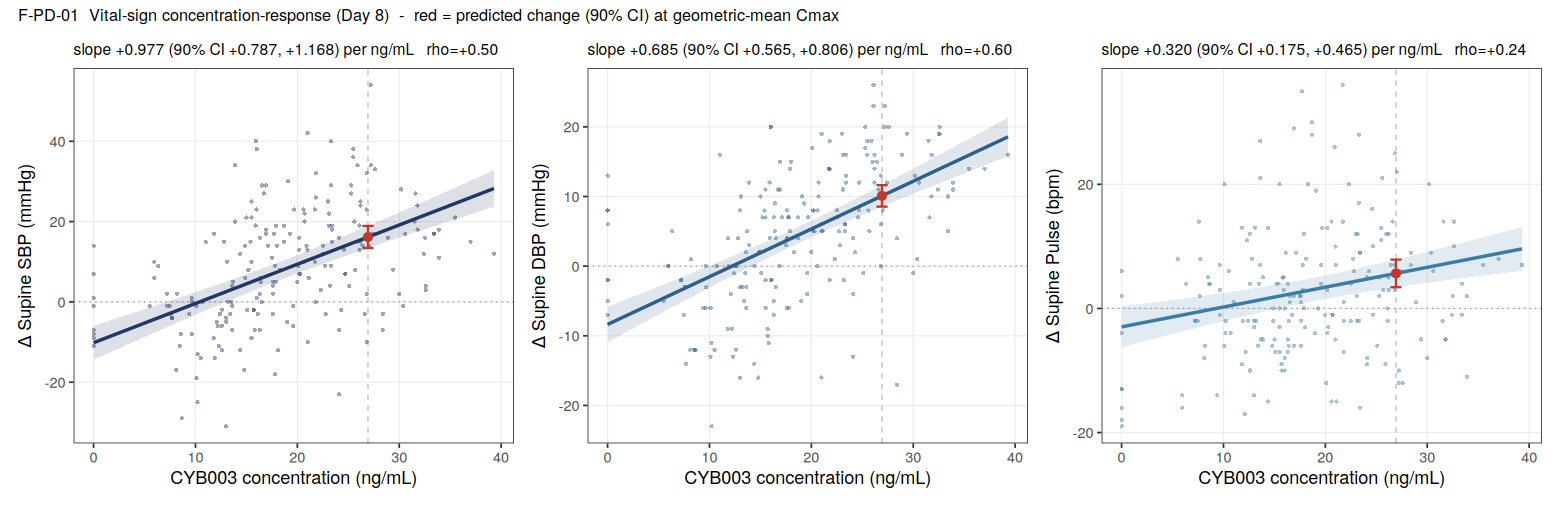 F-PD-01 Vital-sign concentration-response (Day 8) - red = predicted change (90% CI) at geometric-mean Cmax
slope +0.977 (90% CI +0.787, +1.168) per ng/mL rho=+0.50
Δ Supine SBP (mmHg)
40
20
0
-20
0 10 20 30 40
CYB003 concentration (ng/mL)
slope +0.685 (90% CI +0.565, +0.806) per ng/mL rho=+0.60
Δ Supine DBP (mmHg)
20
10
0
-10
-20
0 10 20 30 40
CYB003 concentration (ng/mL)
slope +0.320 (90% CI +0.175, +0.465) per ng/mL rho=+0.24
Δ Supine Pulse (bpm)
20
0
-20
0 10 20 30 40
CYB003 concentration (ng/mL)